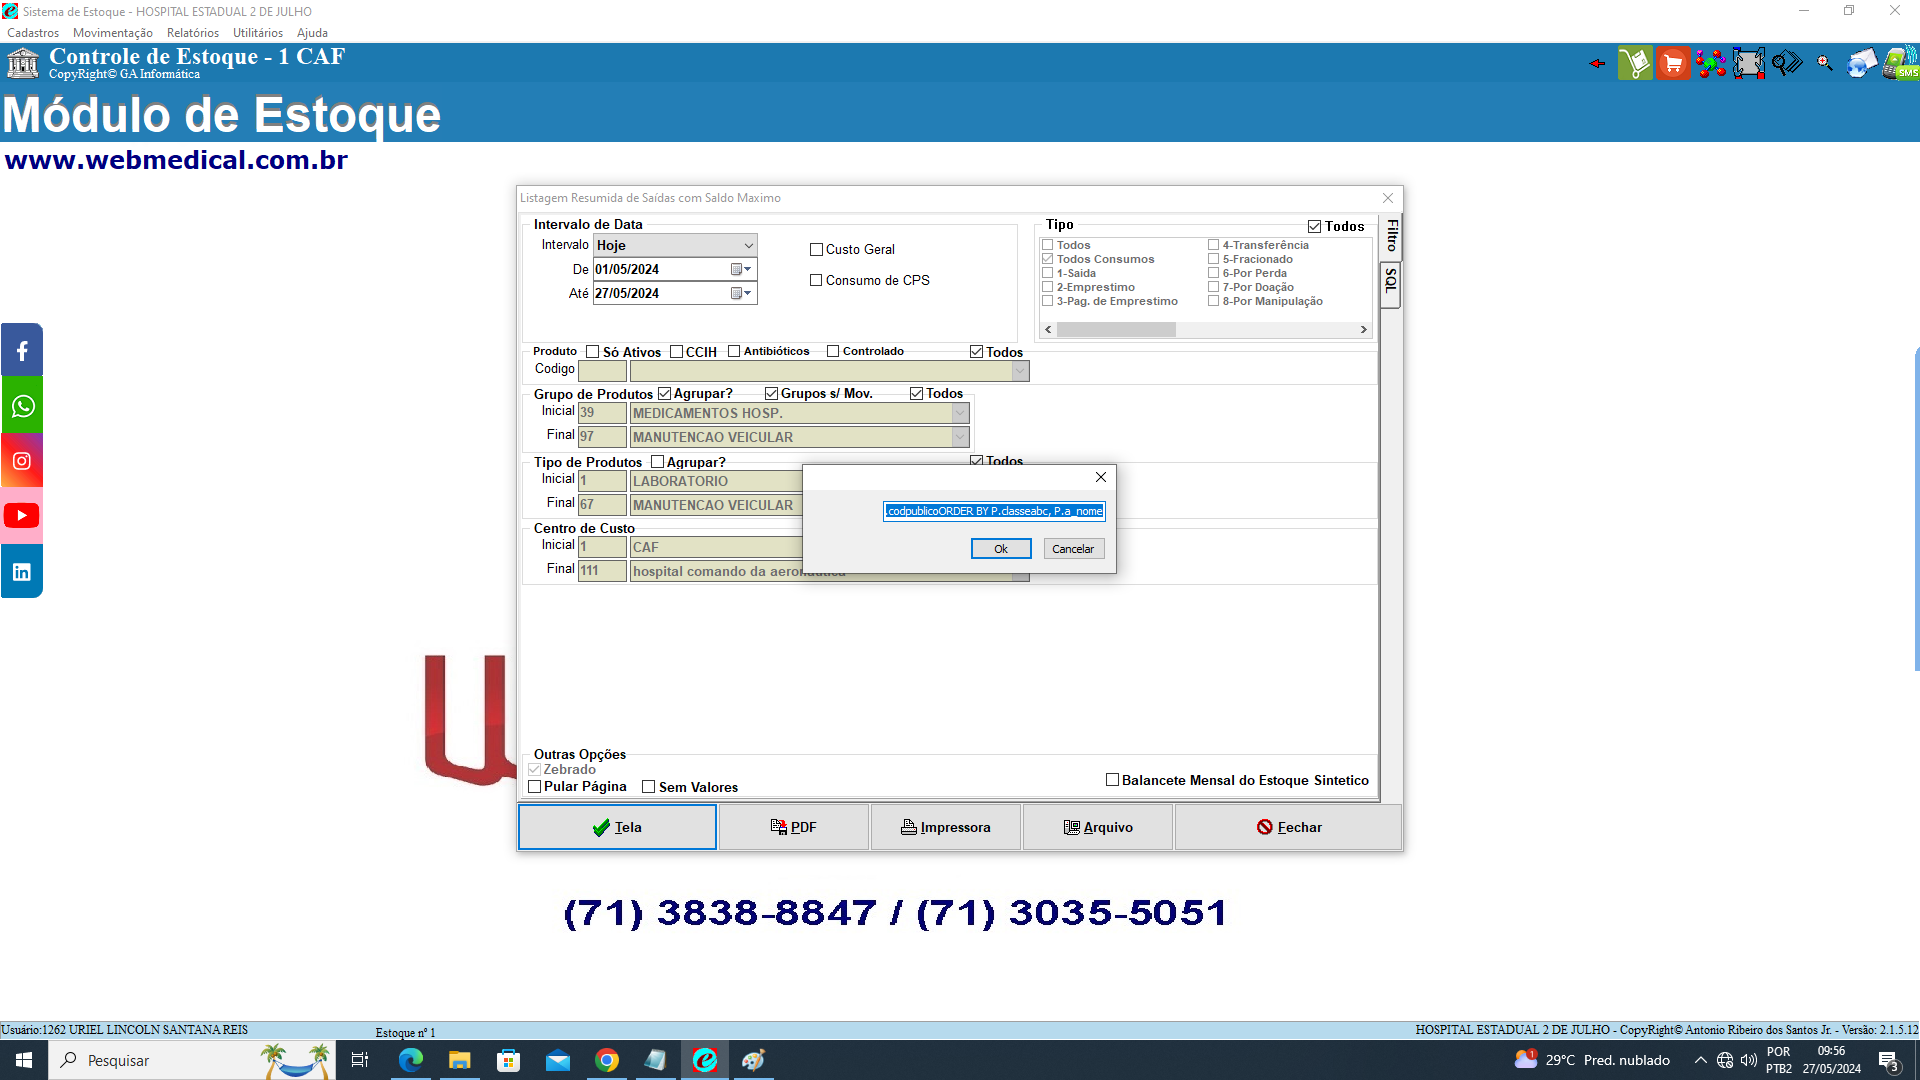 Sistema de Estoque - HOSPITAL ESTADUAL 2 DE JULHO
Cadastros Movimentação Relatórios Utilitários Ajuda
Controle de Estoque - 1 CAF
CopyRight© GA Informática
SMS
Módulo de Estoque
www.webmedical.com.br
Listagem Resumida de Saídas com Saldo Maximo
Intervalo de Data
Intervalo Hoje
De 01/05/2024
Até 27/05/2024
Custo Geral
Consumo de CPS
Tipo
Todos
Todos
Todos Consumos
1-Saida
2-Emprestimo
3-Pag. de Emprestimo
4-Transferência
5-Fracionado
6-Por Perda
7-Por Doação
8-Por Manipulação
Filtro
SQL
Produto Só Ativos CCIH Antibióticos Controlado Todos
Codigo
Grupo de Produtos Agrupar? Grupos s/ Mov. Todos
Inicial 39 MEDICAMENTOS HOSP.
Final 97 MANUTENCAO VEICULAR
Tipo de Produtos Agrupar? Todos
Inicial 1 LABORATORIO
Final 67 MANUTENCAO VEICULAR
Centro de Custo
Inicial 1 CAF
Final 111 hospital comando da aeronautica
.codpublicoORDER BY P.classeabc, P.a_nome
Ok Cancelar
Outras Opções
Zebrado
Pular Página Sem Valores
Balancete Mensal do Estoque Sintetico
Tela PDF Impressora Arquivo Fechar
(71) 3838-8847 / (71) 3035-5051
Usuário:1262 URIEL LINCOLN SANTANA REIS Estoque nº 1 HOSPITAL ESTADUAL 2 DE JULHO - CopyRight© Antonio Ribeiro dos Santos Jr. - Versão: 2.1.5.12
Pesquisar
1 29°C Pred. nublado
POR
PTB2
09:56
27/05/2024
3